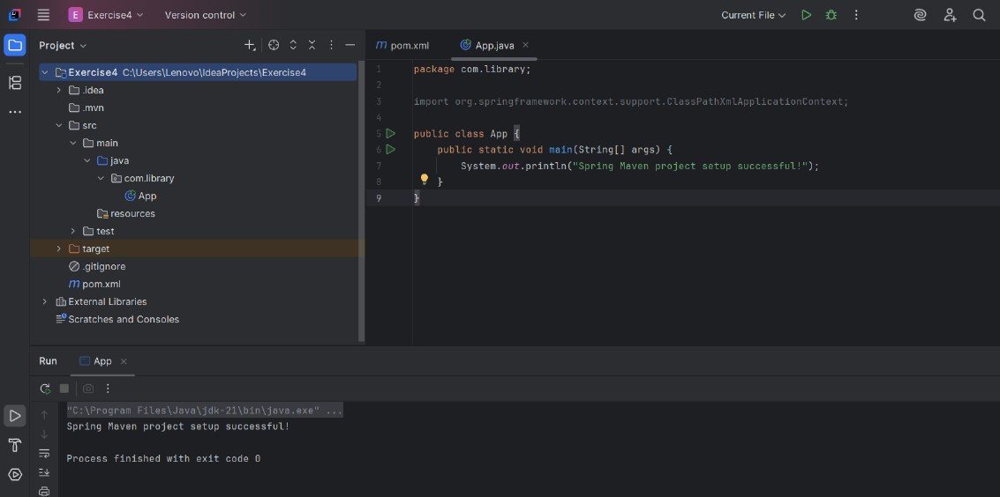 E Exercise4 Version control Current File
Project
Exercise4 C:\Users\Lenovo\IdeaProjects\Exercise4
.idea
.mvn
src
main
java
com.library
App
resources
test
target
.gitignore
m pom.xml
External Libraries
Scratches and Consoles
m pom.xml App.java
1 package com.library;
2
3 import org.springframework.context.support.ClassPathXmlApplicationContext;
4
5 public class App {
6 public static void main(String[] args) {
7 System.out.println("Spring Maven project setup successful!");
8 }
9 }
Run App
"C:\Program Files\Java\jdk-21\bin\java.exe" ...
Spring Maven project setup successful!
Process finished with exit code 0